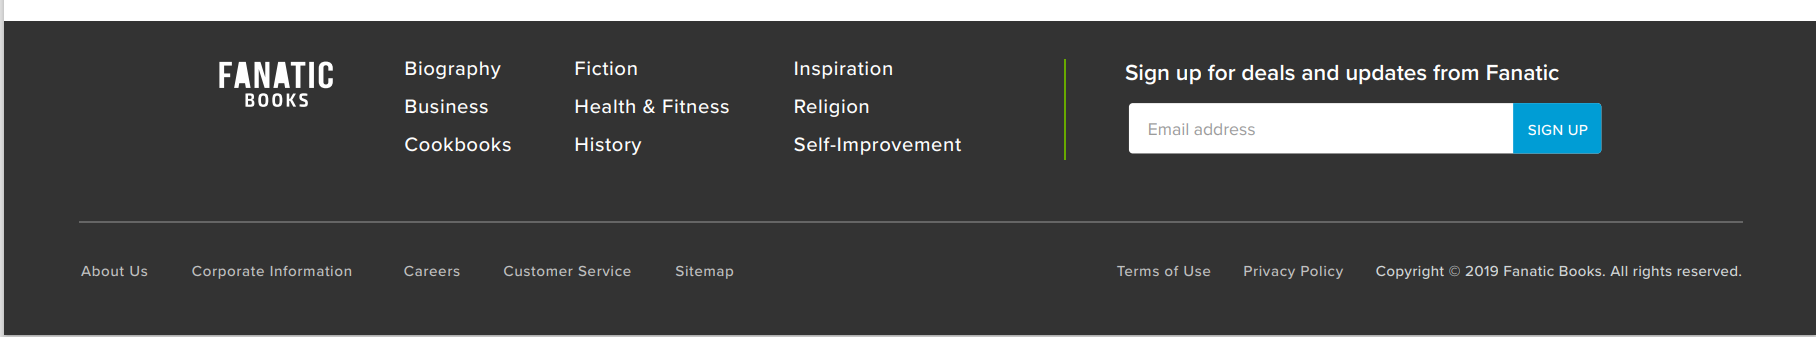 FANATIC
BOOKS
Biography
Business
Cookbooks
Fiction
Health & Fitness
History
Inspiration
Religion
Self-Improvement
Sign up for deals and updates from Fanatic
Email address
SIGN UP
About Us
Corporate Information
Careers
Customer Service
Sitemap
Terms of Use
Privacy Policy
Copyright © 2019 Fanatic Books. All rights reserved.